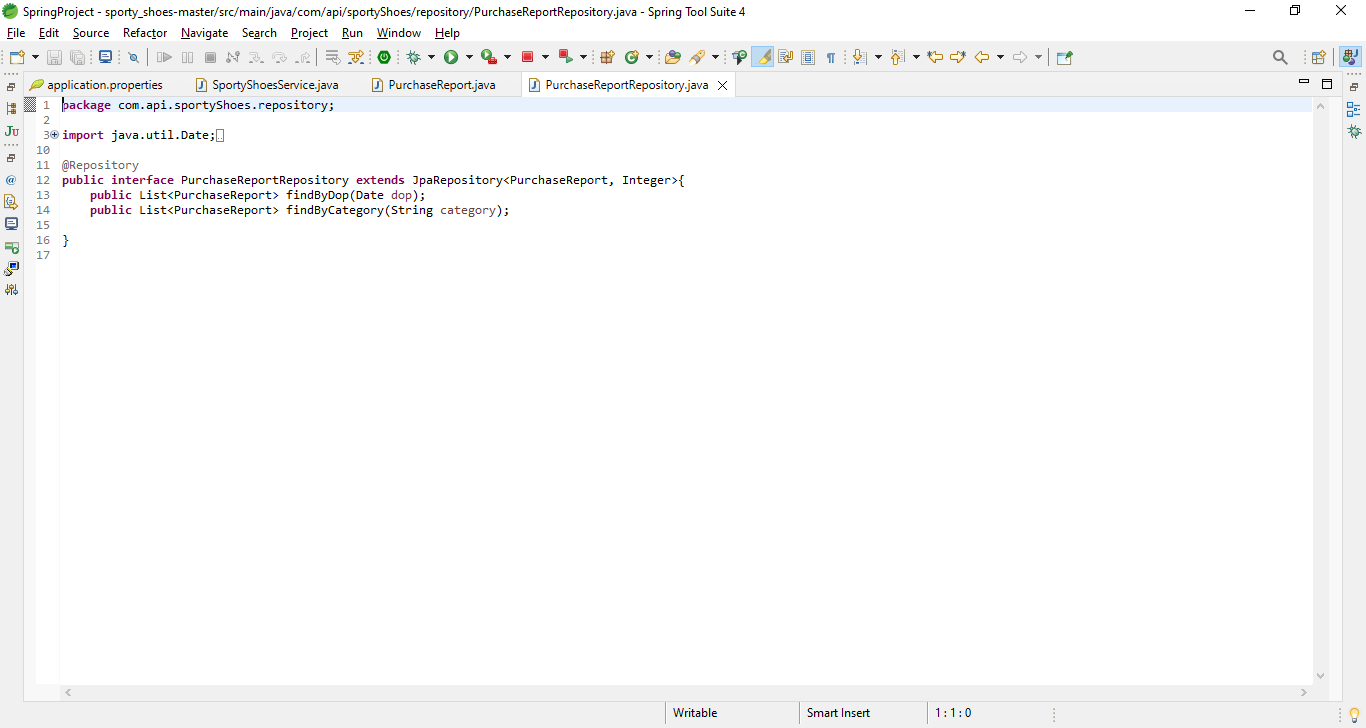 SpringProject - sporty_shoes-master/src/main/java/com/api/sportyShoes/repository/PurchaseReportRepository.java - Spring Tool Suite 4
File Edit Source Refactor Navigate Search Project Run Window Help
application.properties SportyShoesService.java PurchaseReport.java PurchaseReportRepository.java
1 package com.api.sportyShoes.repository;
2
3 import java.util.Date;
10
11 @Repository
12 public interface PurchaseReportRepository extends JpaRepository<PurchaseReport, Integer>{
13 public List<PurchaseReport> findByDop(Date dop);
14 public List<PurchaseReport> findByCategory(String category);
15
16 }
17
Writable Smart Insert 1 : 1 : 0